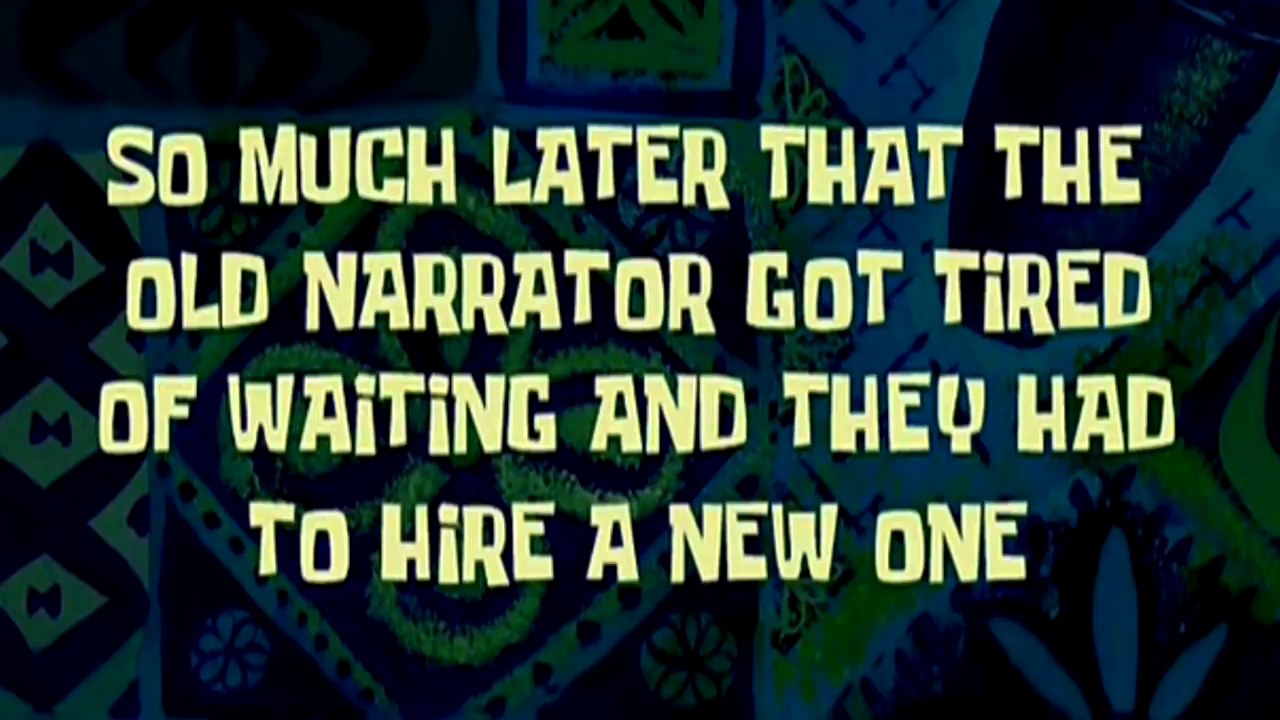 SO MUCH LATER THAT THE
OLD NARRATOR GOT TiRED
OF WAiTiNG AND THEY HAD
TO HiRE A NEW ONE